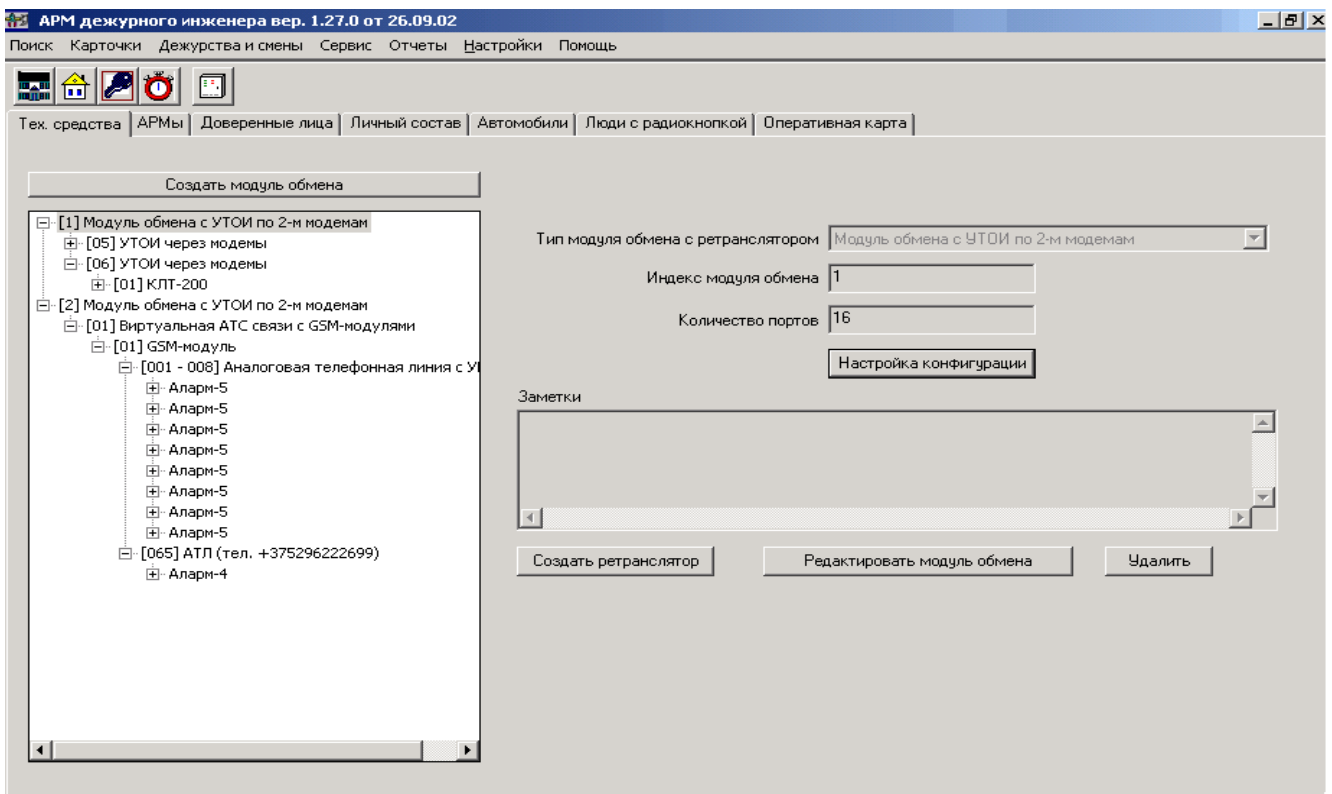 АРМ дежурного инженера вер. 1.27.0 от 26.09.02
Поиск Карточки Дежурства и смены Сервис Отчеты Настройки Помощь
Тех. средства АРМы Доверенные лица Личный состав Автомобили Люди с радиокнопкой Оперативная карта
Создать модуль обмена
[1] Модуль обмена с УТОИ по 2-м модемам
[05] УТОИ через модемы
[06] УТОИ через модемы
[01] КЛТ-200
[2] Модуль обмена с УТОИ по 2-м модемам
[01] Виртуальная АТС связи с GSM-модулями
[01] GSM-модуль
[001 - 008] Аналоговая телефонная линия с УІ
Аларм-5
Аларм-5
Аларм-5
Аларм-5
Аларм-5
Аларм-5
Аларм-5
Аларм-5
[065] АТЛ (тел. +375296222699)
Аларм-4
Тип модуля обмена с ретранслятором Модуль обмена с УТОИ по 2-м модемам
Индекс модуля обмена 1
Количество портов 16
Настройка конфигурации
Заметки
Создать ретранслятор Редактировать модуль обмена Удалить